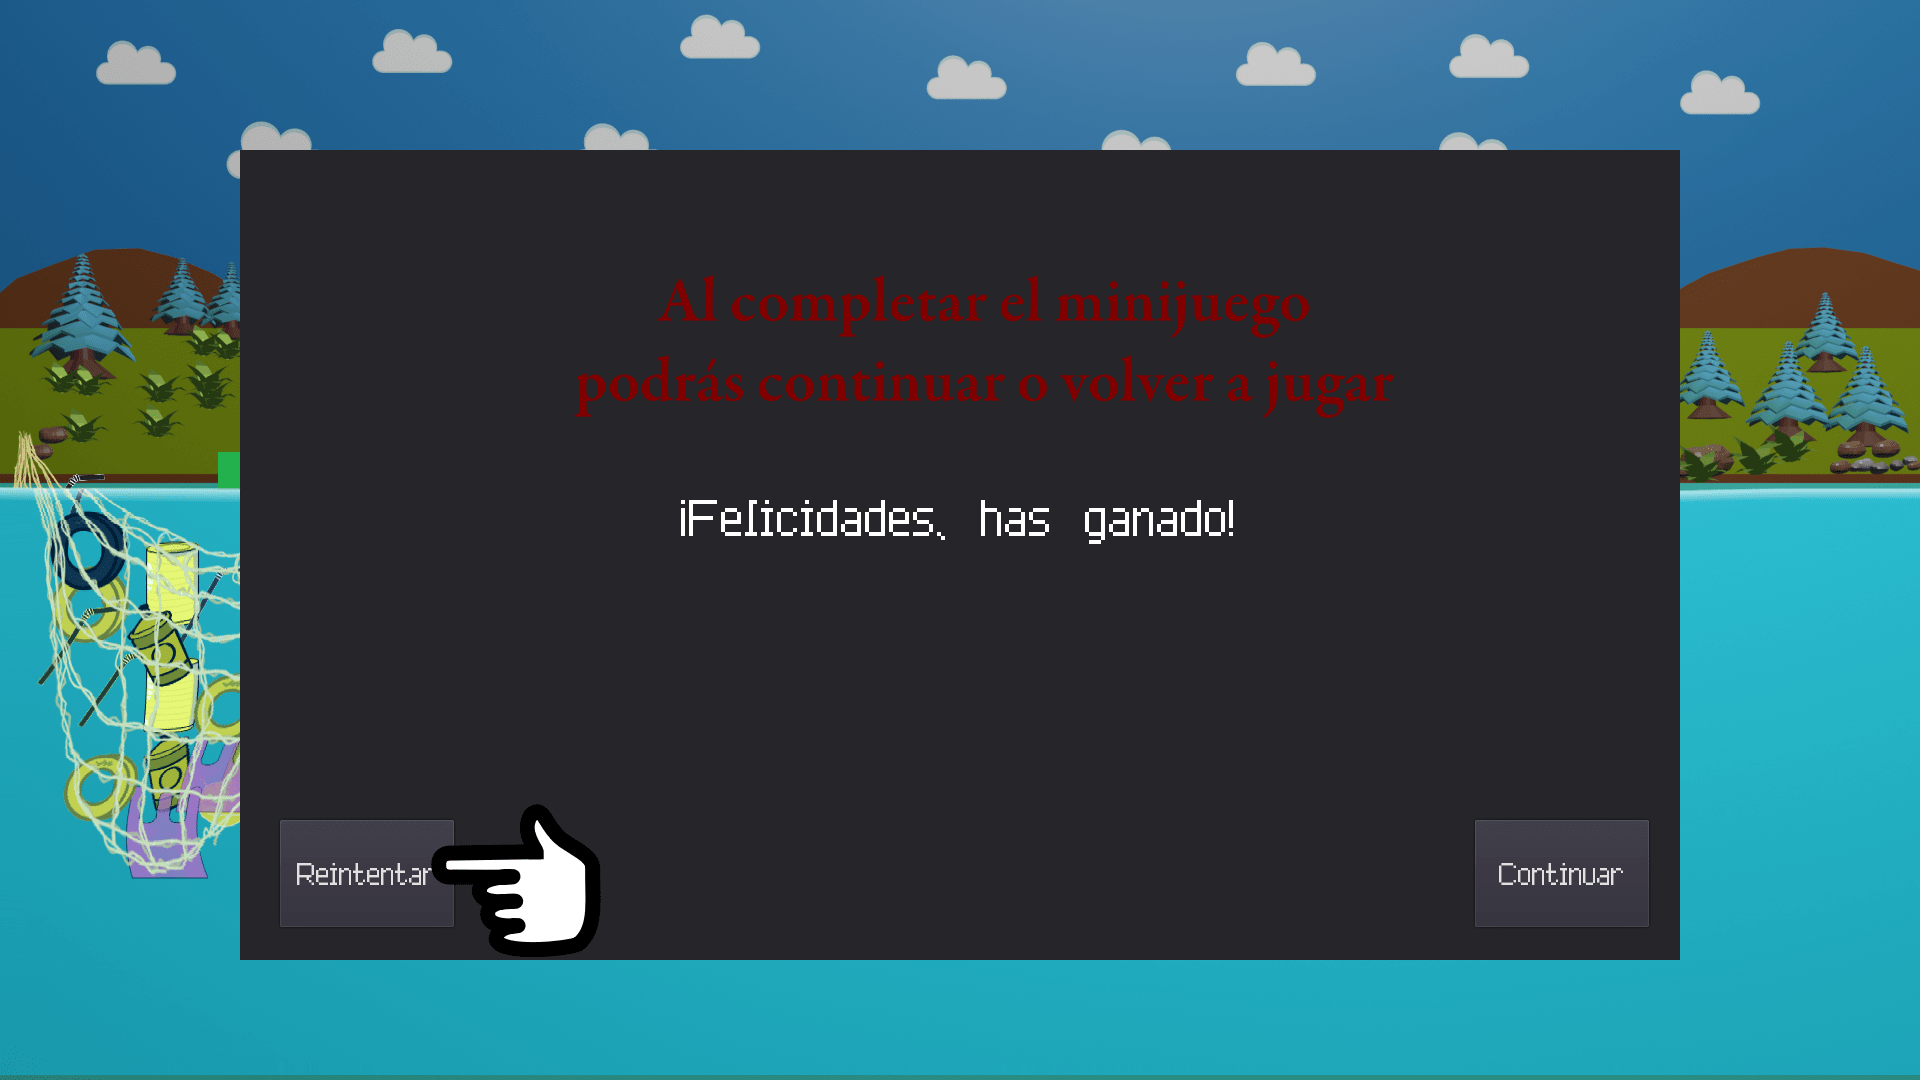 Al completar el minijuego
podrás continuar o volver a jugar
¡Felicidades, has ganado!
Reintentar
Continuar